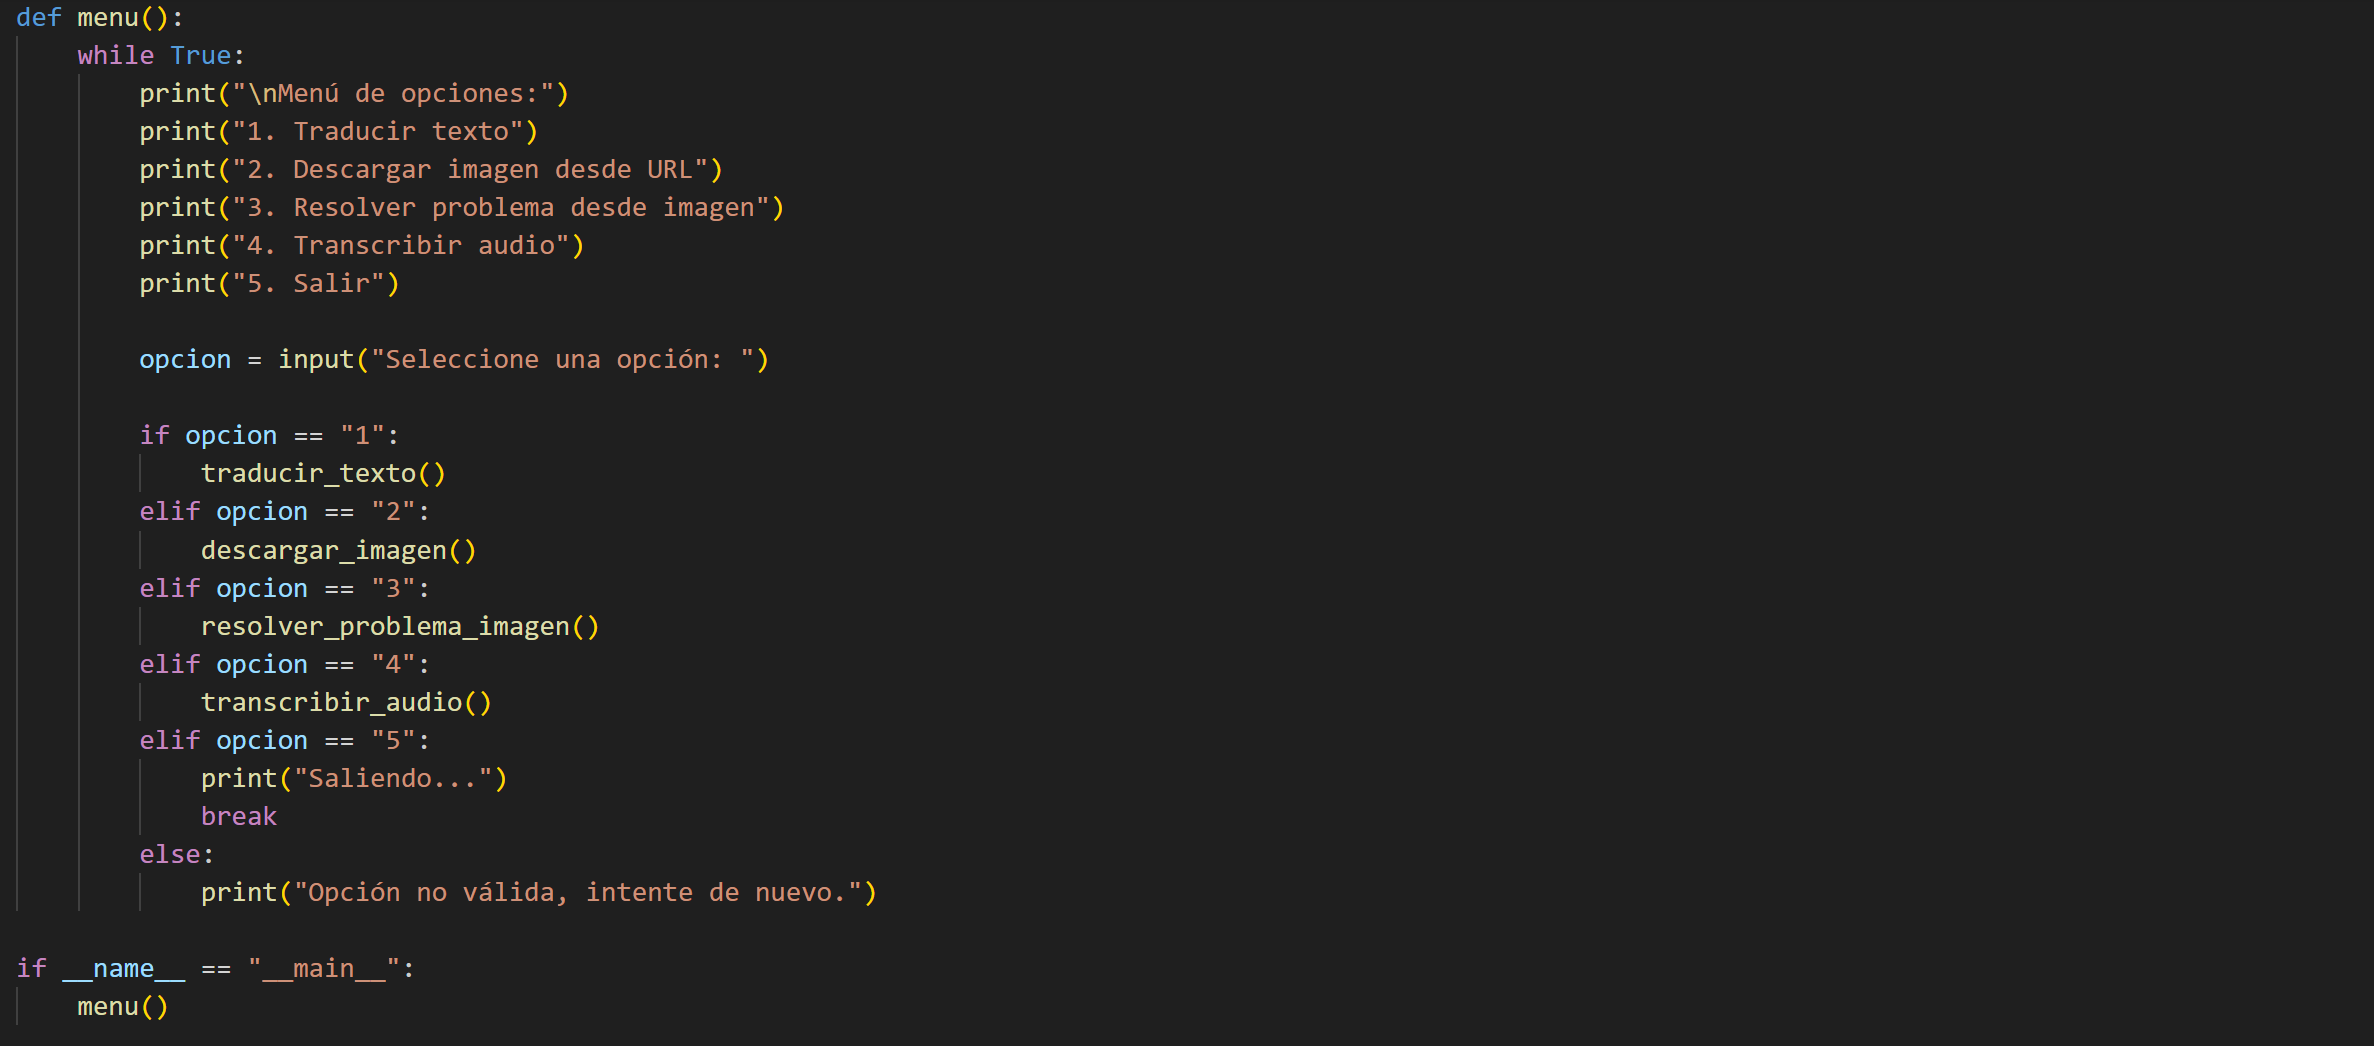 def menu():
    while True:
        print("\nMenú de opciones:")
        print("1. Traducir texto")
        print("2. Descargar imagen desde URL")
        print("3. Resolver problema desde imagen")
        print("4. Transcribir audio")
        print("5. Salir")

        opcion = input("Seleccione una opción: ")

        if opcion == "1":
            traducir_texto()
        elif opcion == "2":
            descargar_imagen()
        elif opcion == "3":
            resolver_problema_imagen()
        elif opcion == "4":
            transcribir_audio()
        elif opcion == "5":
            print("Saliendo...")
            break
        else:
            print("Opción no válida, intente de nuevo.")

if __name__ == "__main__":
    menu()